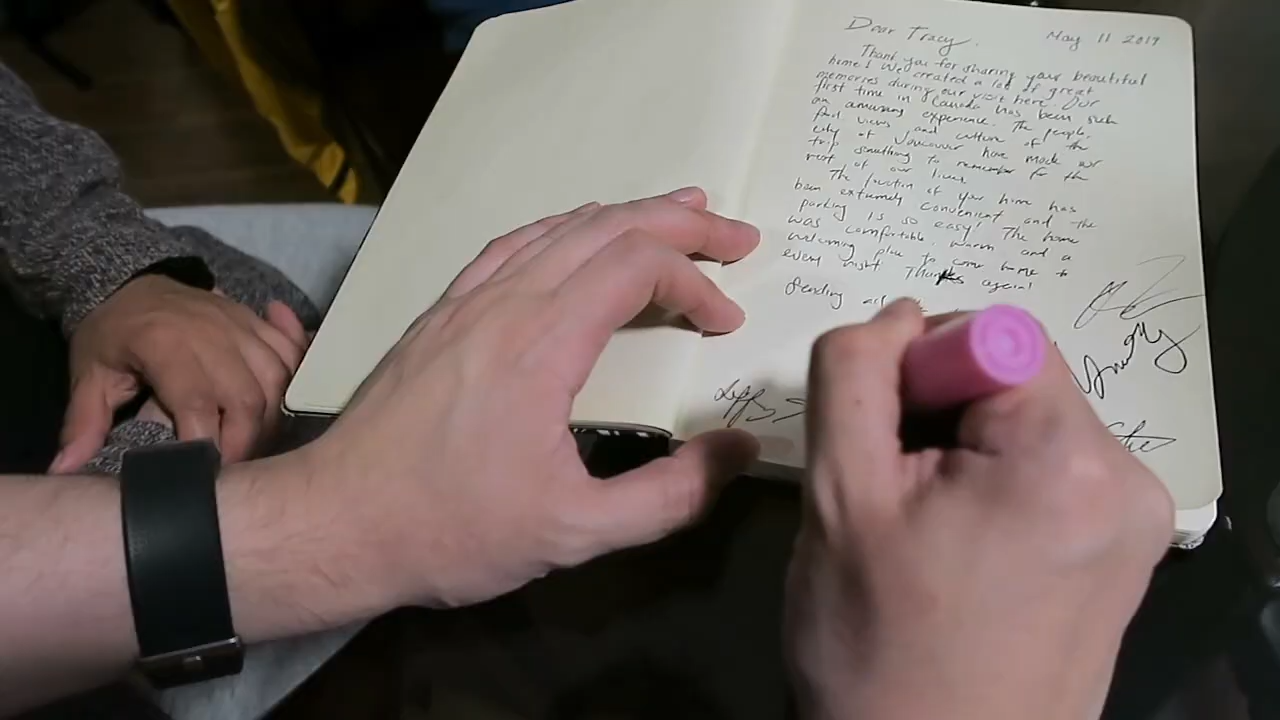 Dear Tracy, May 11 2019
Thank you for sharing your beautiful
home! We created a lot of great
memories during our visit here. Our
first time in Canada has been such
an amazing experience. The people,
food views and culture of the
city of Vancouver have made our
trip something to remember for the
rest of our lives.
The location of your home has
been extremely convenient and the
parking is so easy! The home
was comfortable, warm and a
welcoming place to come home to
every night. Thanks again!
Sending all